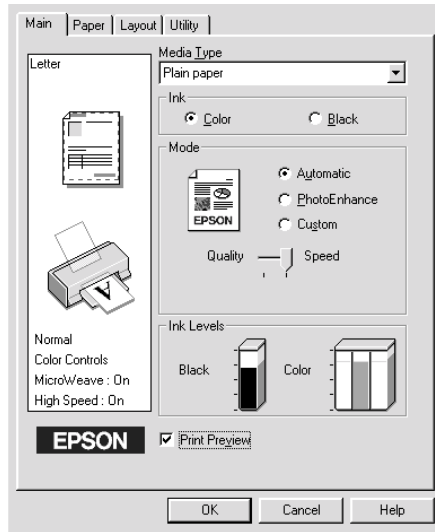 Main Paper Layout Utility
Letter
Media Type
Plain paper
Ink
Color Black
Mode
EPSON
Automatic
PhotoEnhance
Custom
Quality Speed
A
Normal
Color Controls
MicroWeave : On
High Speed : On
Ink Levels
Black Color
EPSON
Print Preview
OK Cancel Help